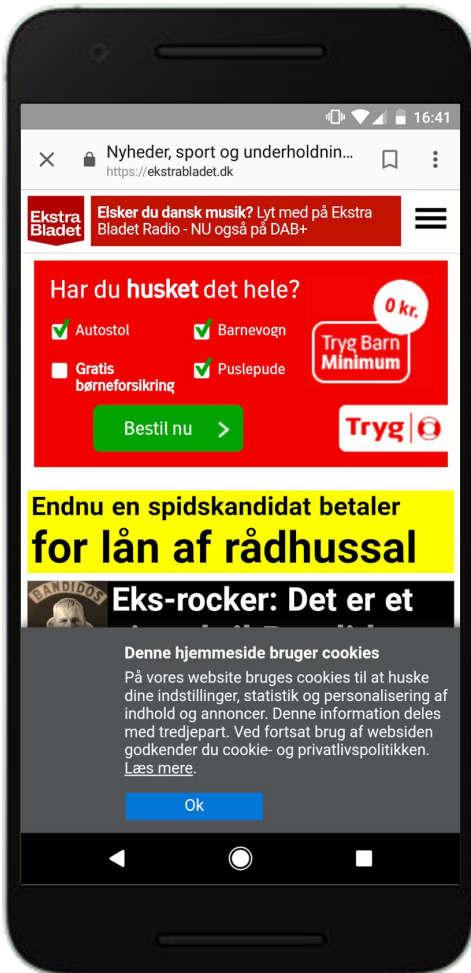 16:41
Nyheder, sport og underholdnin...
https://ekstrabladet.dk
Ekstra
Bladet
Elsker du dansk musik? Lyt med på Ekstra
Bladet Radio - NU også på DAB+
Har du husket det hele?
0 kr.
Autostol
Barnevogn
Tryg Barn
Minimum
Gratis
børneforsikring
Puslepude
Bestil nu
Tryg
Endnu en spidskandidat betaler
for lån af rådhussal
BANDIDOS
Eks-rocker: Det er et
Denne hjemmeside bruger cookies
På vores website bruges cookies til at huske
dine indstillinger, statistik og personalisering af
indhold og annoncer. Denne information deles
med tredjepart. Ved fortsat brug af websiden
godkender du cookie- og privatlivspolitikken.
Læs mere.
Ok